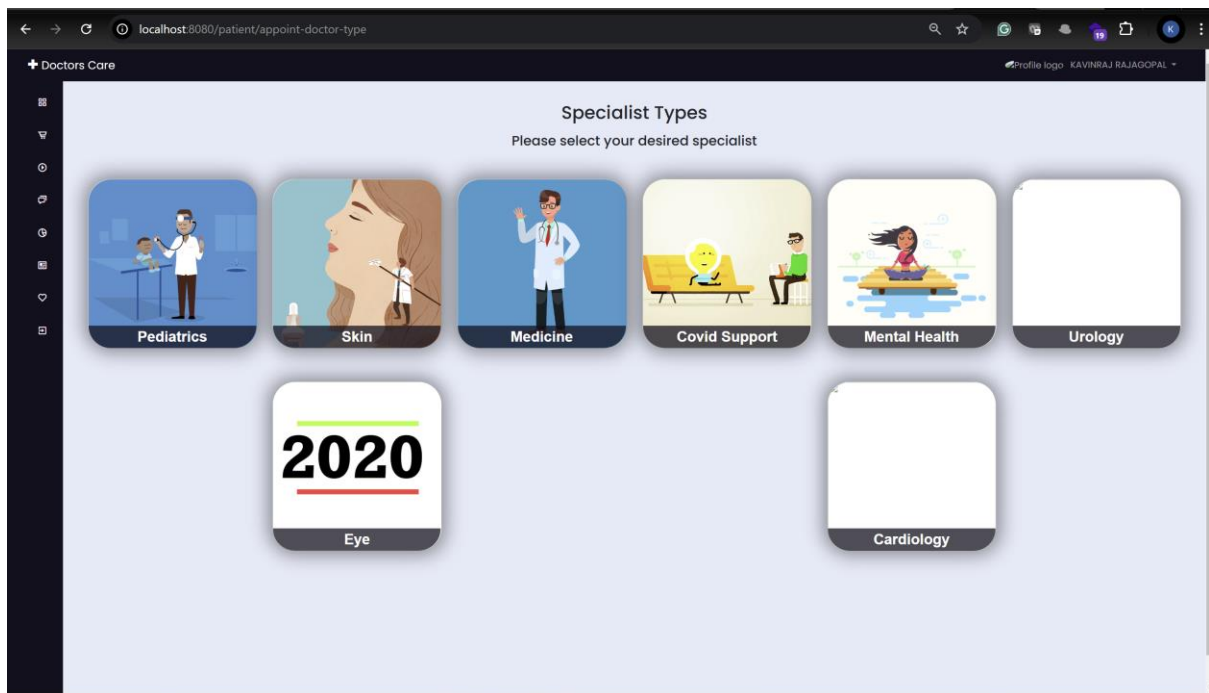 localhost:8080/patient/appoint-doctor-type
19
K
Doctors Care
Profile logo KAVINRAJ RAJAGOPAL
Specialist Types
Please select your desired specialist
Pediatrics
Skin
Medicine
Covid Support
Mental Health
Urology
2020
Eye
Cardiology